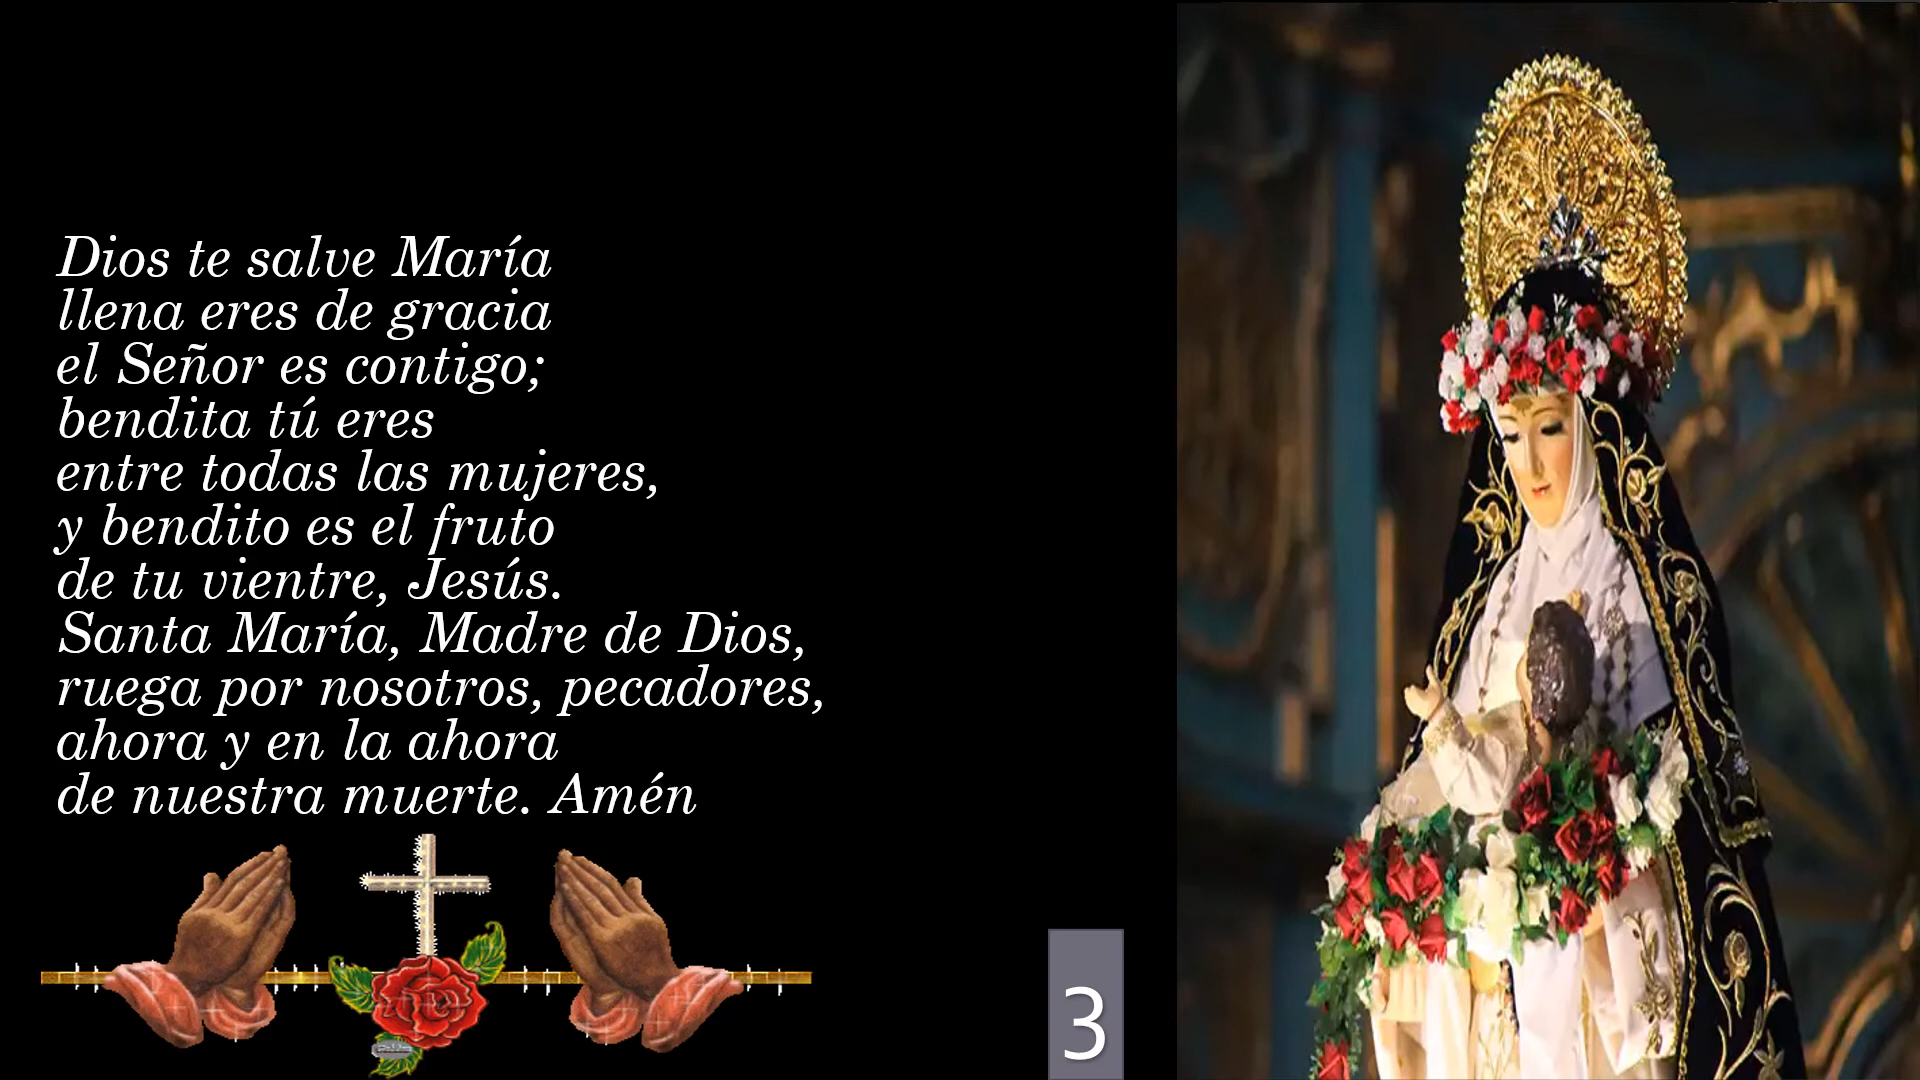 Dios te salve María
llena eres de gracia
el Señor es contigo;
bendita tú eres
entre todas las mujeres,
y bendito es el fruto
de tu vientre, Jesús.
Santa María, Madre de Dios,
ruega por nosotros, pecadores,
ahora y en la ahora
de nuestra muerte. Amén
3